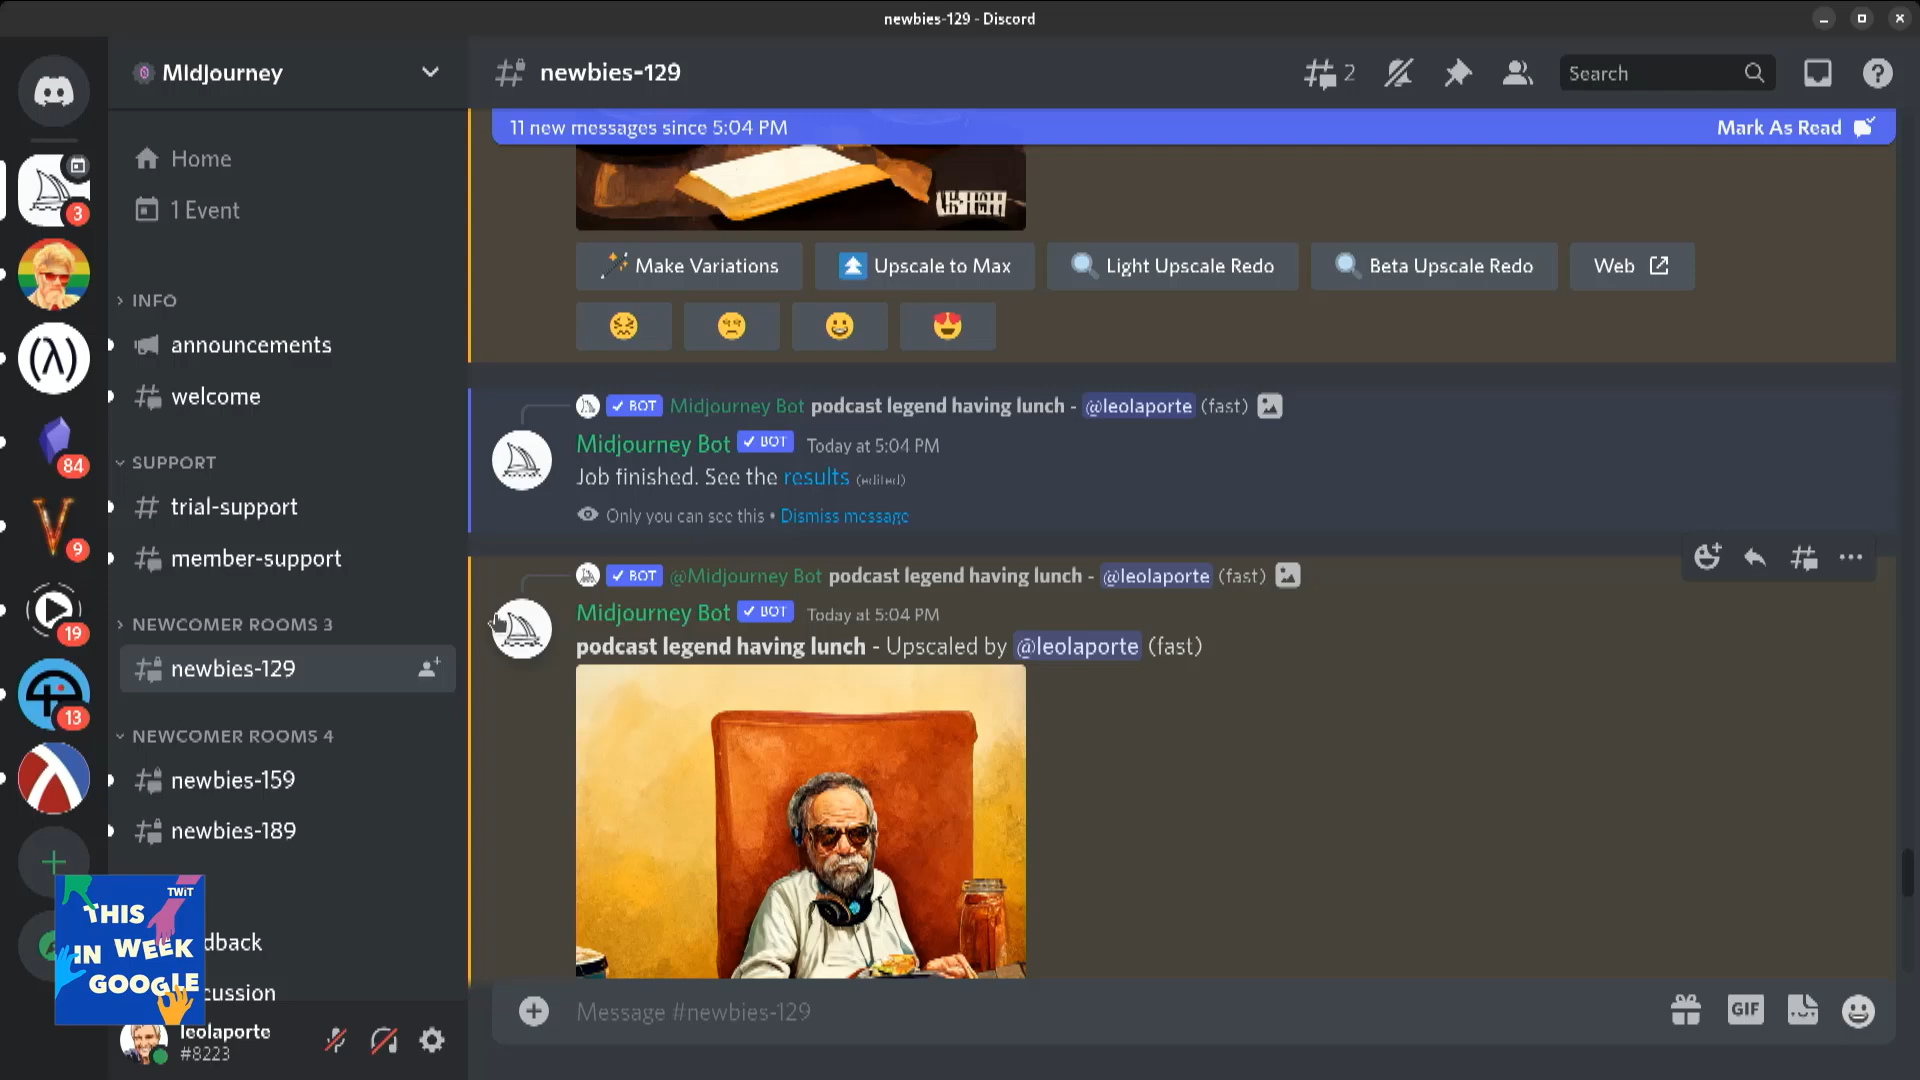 newbies-129 - Discord
MidJourney
newbies-129
2
Search
11 new messages since 5:04 PM
Mark As Read
3
Home
1 Event
Make Variations
Upscale to Max
Light Upscale Redo
Beta Upscale Redo
Web
INFO
announcements
welcome
(λ)
84
SUPPORT
trial-support
member-support
V
9
BOT Midjourney Bot podcast legend having lunch - @leolaporte (fast)
Midjourney Bot BOT Today at 5:04 PM
Job finished. See the results (edited)
Only you can see this • Dismiss message
NEWCOMER ROOMS 3
newbies-129
19
BOT @Midjourney Bot podcast legend having lunch - @leolaporte (fast)
Midjourney Bot BOT Today at 5:04 PM
podcast legend having lunch - Upscaled by @leolaporte (fast)
13
NEWCOMER ROOMS 4
newbies-159
newbies-189
dback
cussion
TWiT
THIS
IN WEEK
GOOGLE
leolaporte
#8223
Message #newbies-129
GIF